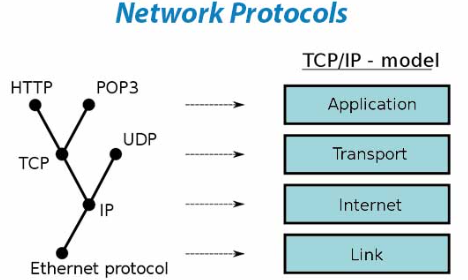 Network Protocols
TCP/IP - model
HTTP POP3
Application
UDP
TCP
Transport
IP
Internet
Ethernet protocol
Link